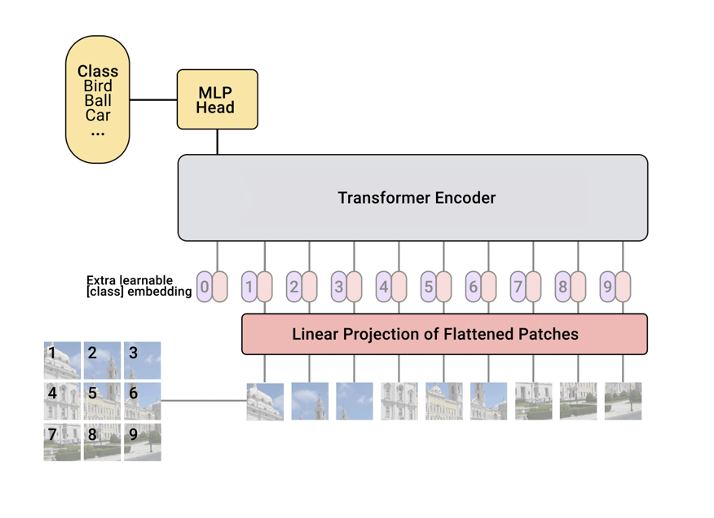 Class
Bird
Ball
Car
...
MLP
Head
Transformer Encoder
Extra learnable
[class] embedding
0 1 2 3 4 5 6 7 8 9
Linear Projection of Flattened Patches
1 2 3
4 5 6
7 8 9